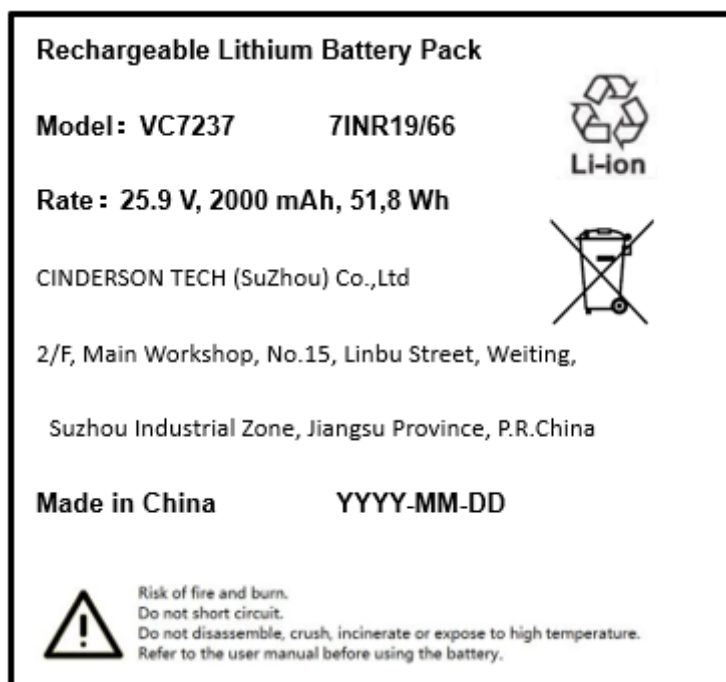 Rechargeable Lithium Battery Pack
Model： VC7237 7INR19/66
Li-ion
Rate： 25.9 V, 2000 mAh, 51,8 Wh
CINDERSON TECH (SuZhou) Co.,Ltd
2/F, Main Workshop, No.15, Linbu Street, Weiting,
Suzhou Industrial Zone, Jiangsu Province, P.R.China
Made in China YYYY-MM-DD
Risk of fire and burn.
Do not short circuit.
Do not disassemble, crush, incinerate or expose to high temperature.
Refer to the user manual before using the battery.